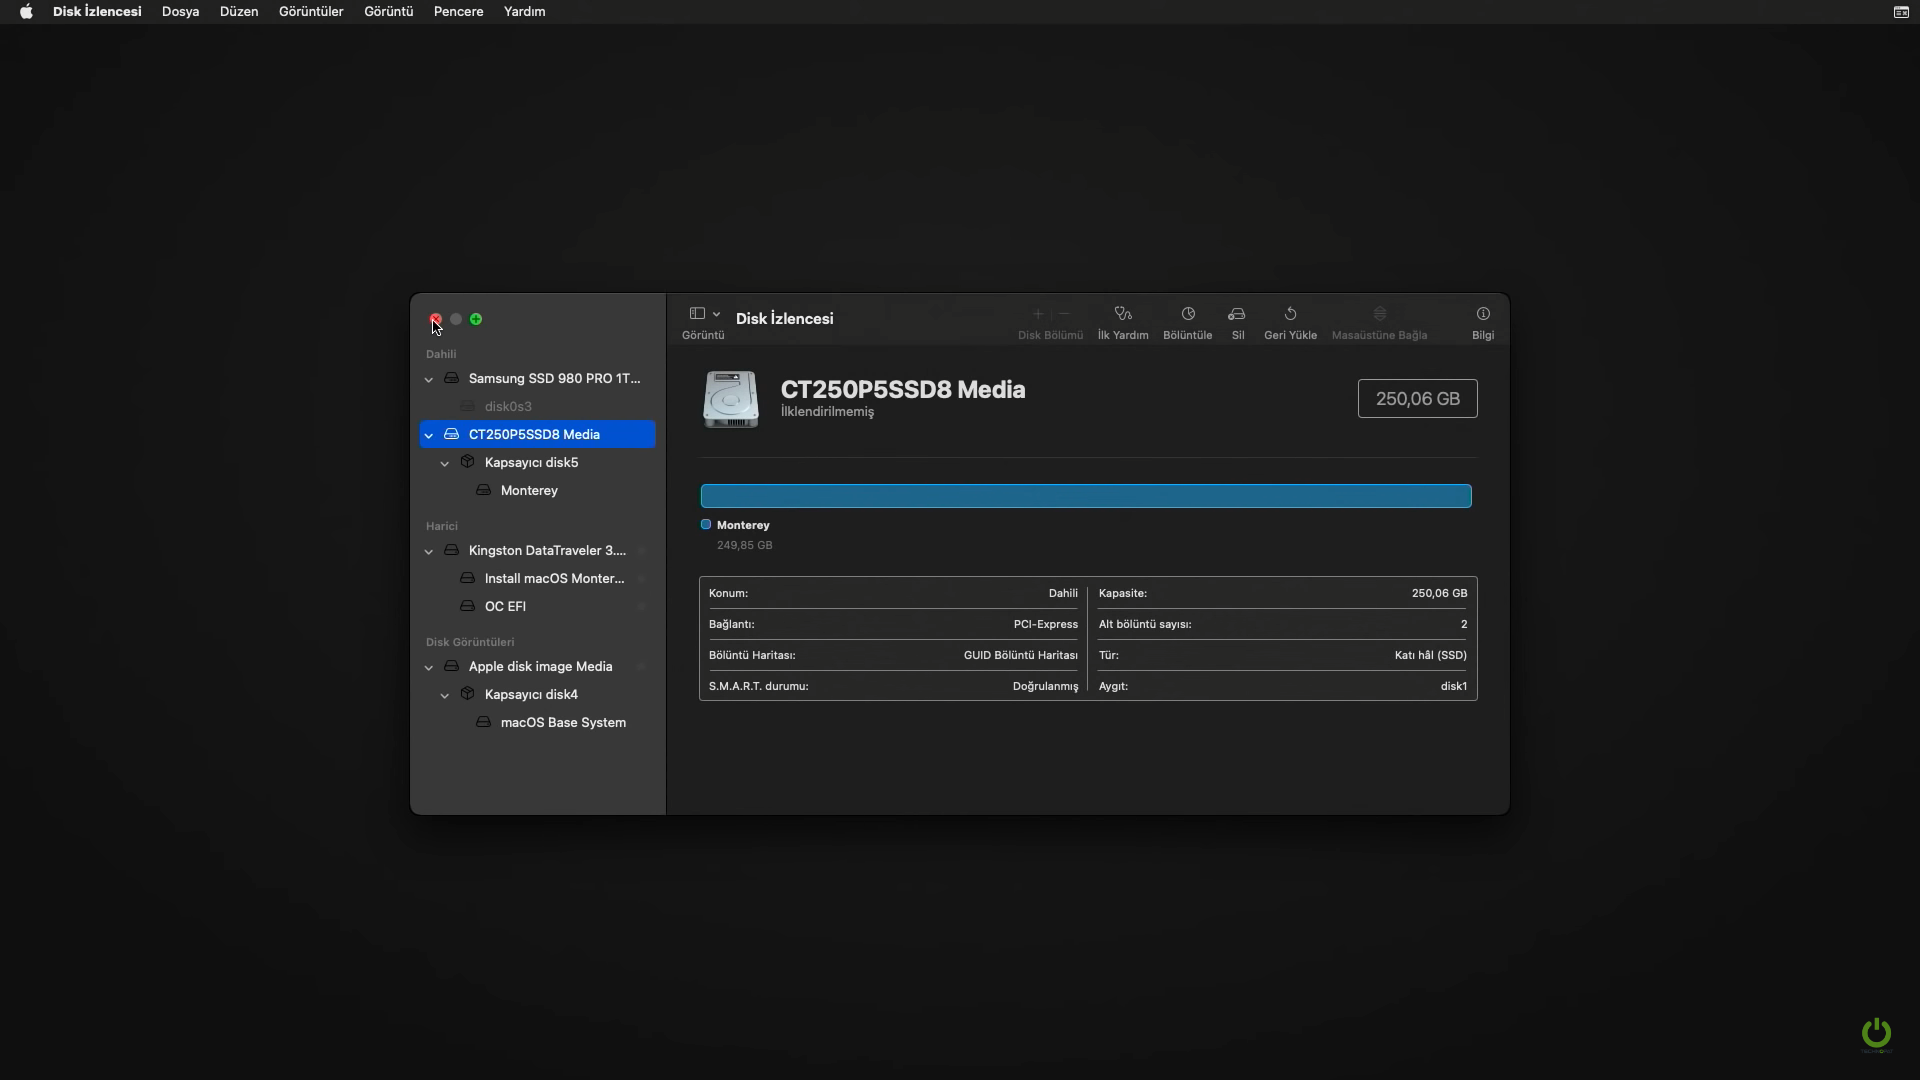 Disk İzlencesi Dosya Düzen Görüntüler Görüntü Pencere Yardım
Dahili
Samsung SSD 980 PRO 1T...
disk0s3
CT250P5SSD8 Media
Kapsayıcı disk5
Monterey
Harici
Kingston DataTraveler 3....
Install macOS Monter...
OC EFI
Disk Görüntüleri
Apple disk image Media
Kapsayıcı disk4
macOS Base System
Görüntü
Disk İzlencesi
Disk Bölümü İlk Yardım Bölüntüle Sil Geri Yükle Masaüstüne Bağla Bilgi
CT250P5SSD8 Media
İlklendirilmemiş
250,06 GB
Monterey
249,85 GB
Konum: Dahili
Bağlantı: PCI-Express
Bölüntü Haritası: GUID Bölüntü Haritası
S.M.A.R.T. durumu: Doğrulanmış
Kapasite: 250,06 GB
Alt bölüntü sayısı: 2
Tür: Katı hâl (SSD)
Aygıt: disk1